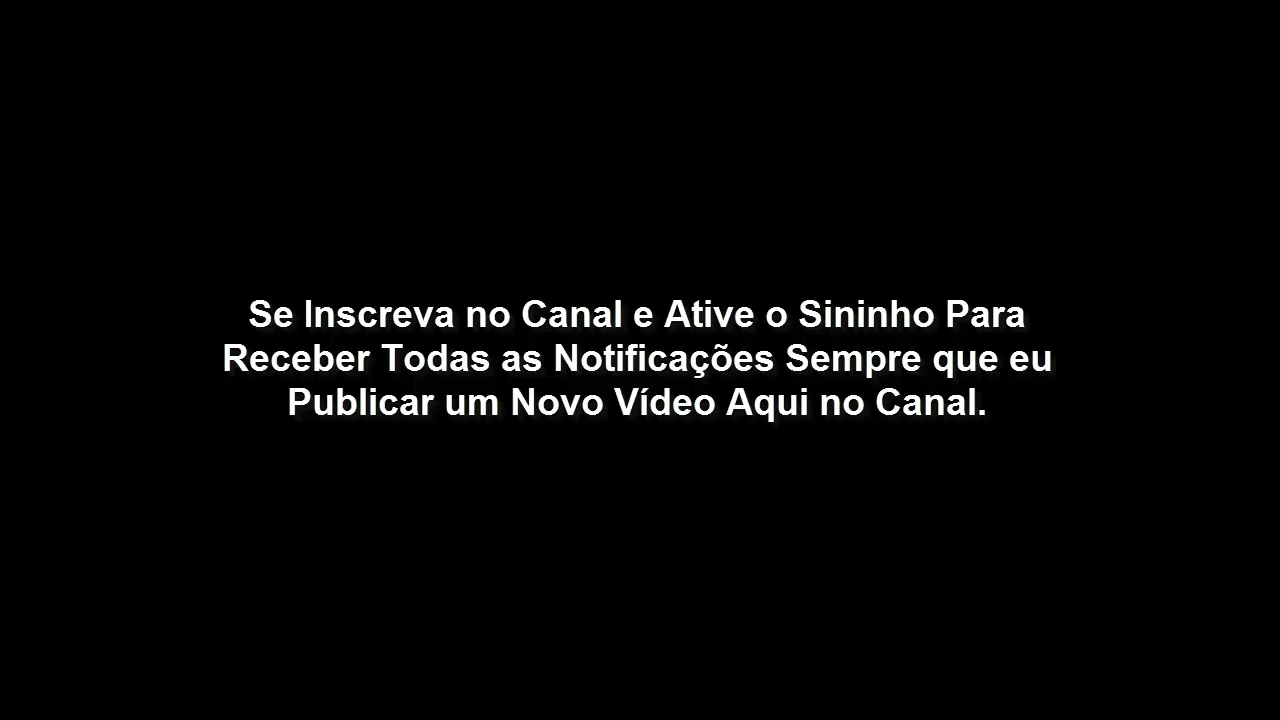 Se Inscreva no Canal e Ative o Sininho Para
Receber Todas as Notificações Sempre que eu
Publicar um Novo Vídeo Aqui no Canal.